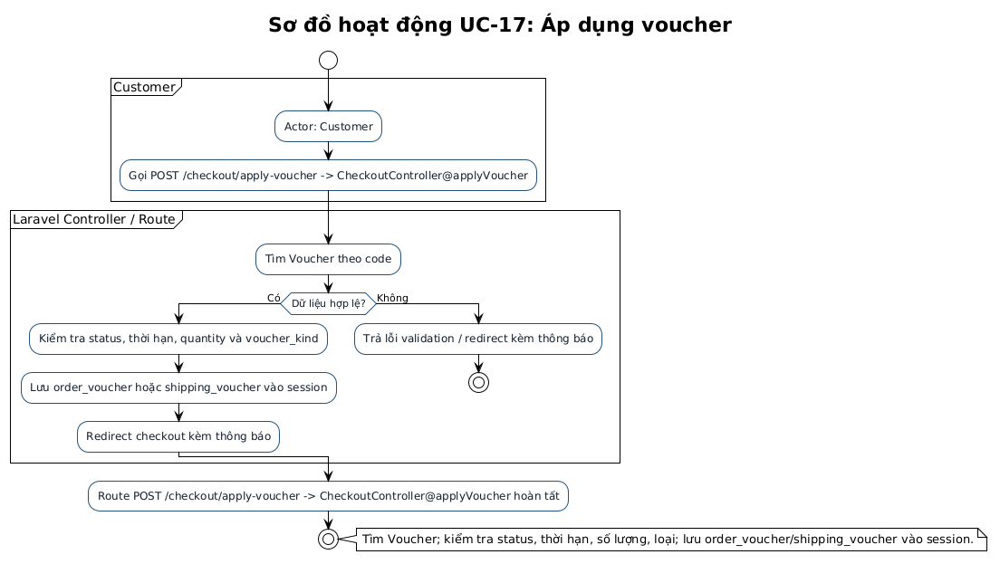 Sơ đồ hoạt động UC-17: Áp dụng voucher
Customer
Actor: Customer
Gọi POST /checkout/apply-voucher -> CheckoutController@applyVoucher
Laravel Controller / Route
Tìm Voucher theo code
Có
Dữ liệu hợp lệ?
Không
Kiểm tra status, thời hạn, quantity và voucher_kind
Trả lỗi validation / redirect kèm thông báo
Lưu order_voucher hoặc shipping_voucher vào session
Redirect checkout kèm thông báo
Route POST /checkout/apply-voucher -> CheckoutController@applyVoucher hoàn tất
Tìm Voucher; kiểm tra status, thời hạn, số lượng, loại; lưu order_voucher/shipping_voucher vào session.